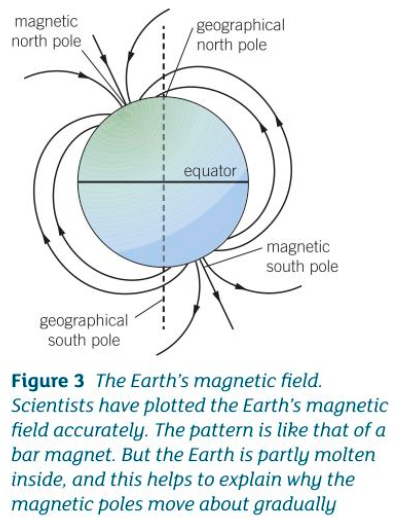 magnetic
north pole
geographical
north pole
equator
magnetic
south pole
geographical
south pole
Figure 3 The Earth's magnetic field.
Scientists have plotted the Earth's magnetic
field accurately. The pattern is like that of a
bar magnet. But the Earth is partly molten
inside, and this helps to explain why the
magnetic poles move about gradually